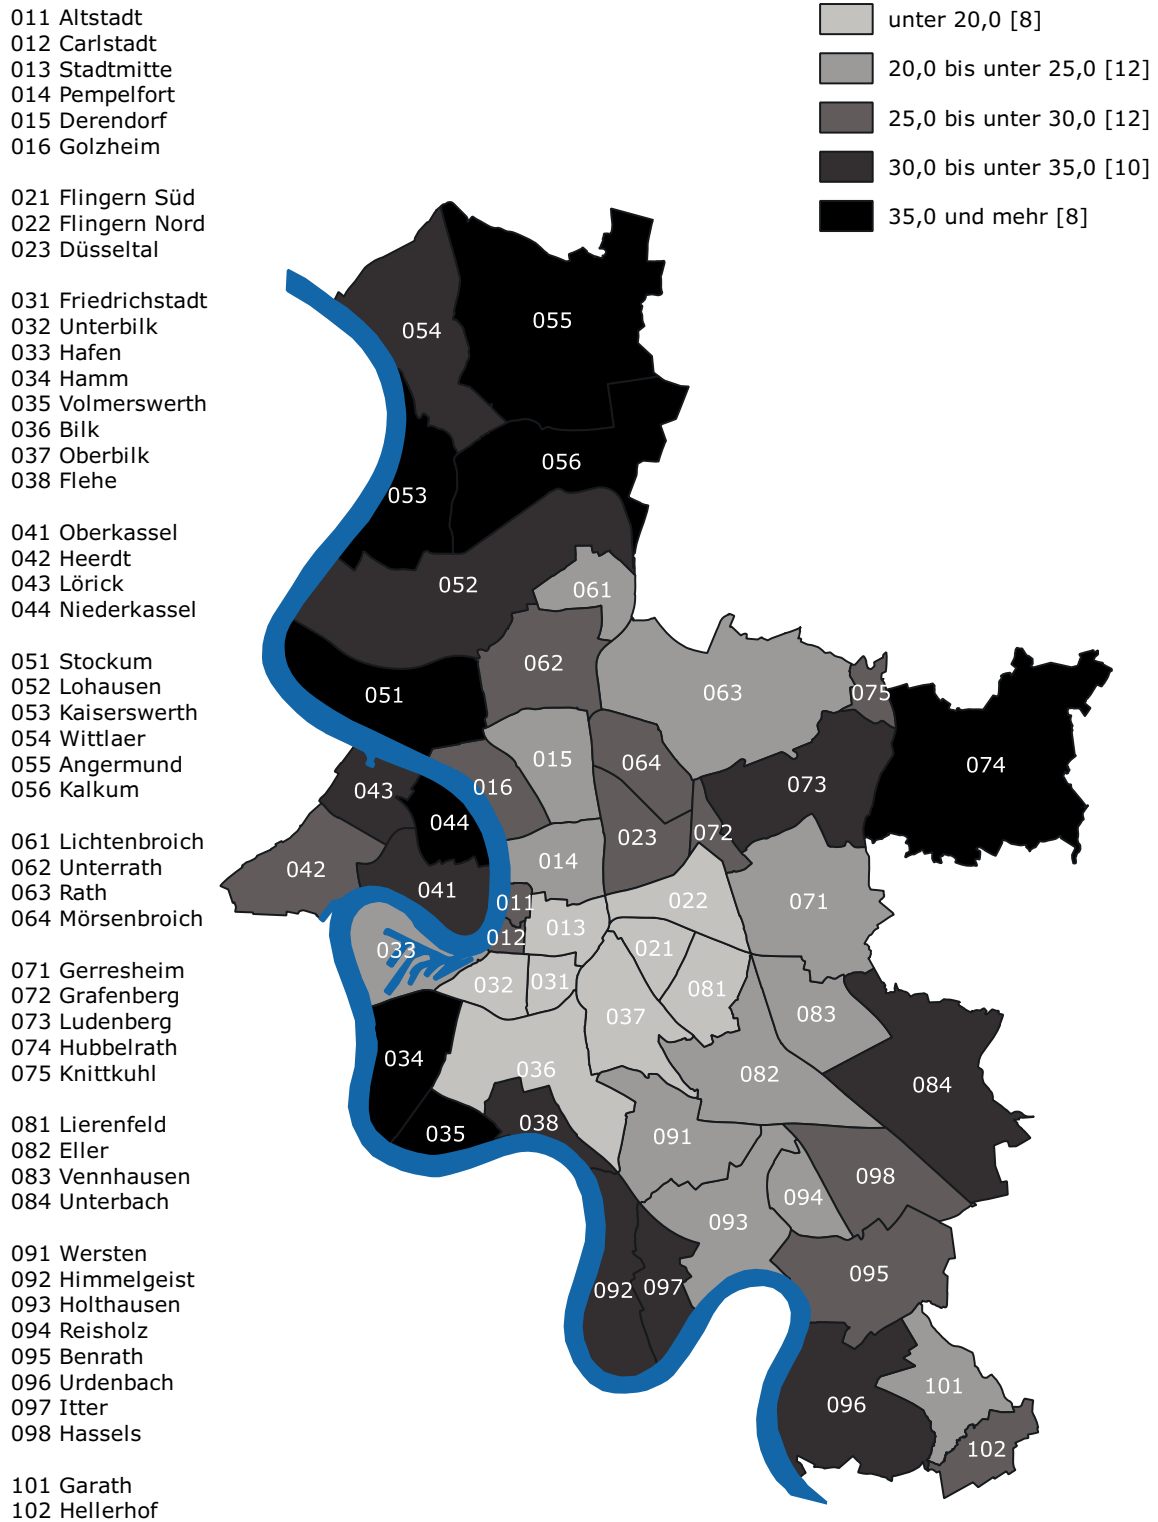 011 Altstadt
012 Carlstadt
013 Stadtmitte
014 Pempelfort
015 Derendorf
016 Golzheim
021 Flingern Süd
022 Flingern Nord
023 Düsseltal
031 Friedrichstadt
032 Unterbilk
033 Hafen
034 Hamm
035 Volmerswerth
036 Bilk
037 Oberbilk
038 Flehe
041 Oberkassel
042 Heerdt
043 Lörick
044 Niederkassel
051 Stockum
052 Lohausen
053 Kaiserswerth
054 Wittlaer
055 Angermund
056 Kalkum
061 Lichtenbroich
062 Unterrath
063 Rath
064 Mörsenbroich
071 Gerresheim
072 Grafenberg
073 Ludenberg
074 Hubbelrath
075 Knittkuhl
081 Lierenfeld
082 Eller
083 Vennhausen
084 Unterbach
091 Wersten
092 Himmelgeist
093 Holthausen
094 Reisholz
095 Benrath
096 Urdenbach
097 Itter
098 Hassels
101 Garath
102 Hellerhof
unter 20,0 [8]
20,0 bis unter 25,0 [12]
25,0 bis unter 30,0 [12]
30,0 bis unter 35,0 [10]
35,0 und mehr [8]
055
054
056
053
052
061
062
063
075
051
015
064
074
043
016
073
044
023
072
014
042
041
011
022
071
012
013
033
021
032
031
081
037
083
034
036
082
084
035
038
091
098
094
093
095
092
097
101
096
102